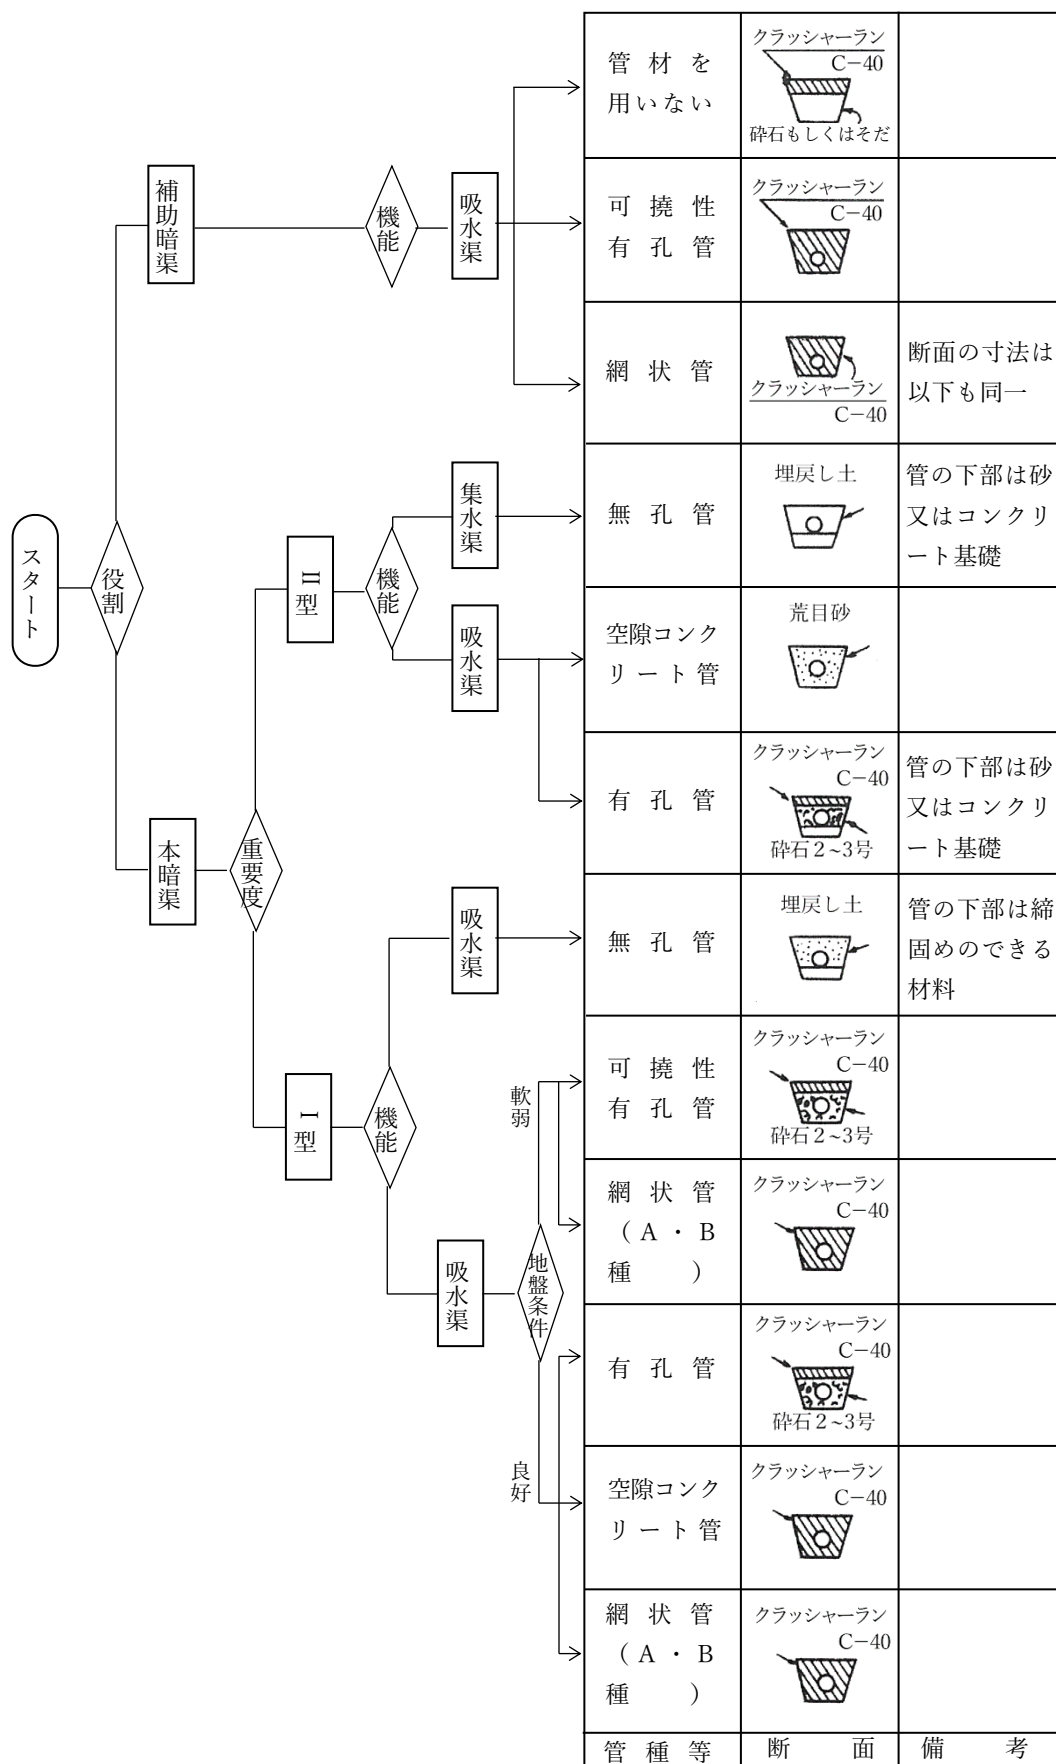 スタート
役割
補助暗渠
機能
吸水渠
本暗渠
重要度
II型
機能
集水渠
吸水渠
I型
機能
吸水渠
吸水渠
地盤条件
軟弱
良好
管材を
用いない
クラッシャーラン
C-40
砕石もしくはそだ
可撓性
有孔管
クラッシャーラン
C-40
網状管
クラッシャーラン
C-40
断面の寸法は
以下も同一
無孔管
埋戻し土
管の下部は砂
又はコンクリ
ート基礎
空隙コンク
リート管
荒目砂
有孔管
クラッシャーラン
C-40
砕石2~3号
管の下部は砂
又はコンクリ
ート基礎
無孔管
埋戻し土
管の下部は締
固めのできる
材料
可撓性
有孔管
クラッシャーラン
C-40
砕石2~3号
網状管
(A・B
種)
クラッシャーラン
C-40
有孔管
クラッシャーラン
C-40
砕石2~3号
空隙コンク
リート管
クラッシャーラン
C-40
網状管
(A・B
種)
クラッシャーラン
C-40
管種等
断面
備考